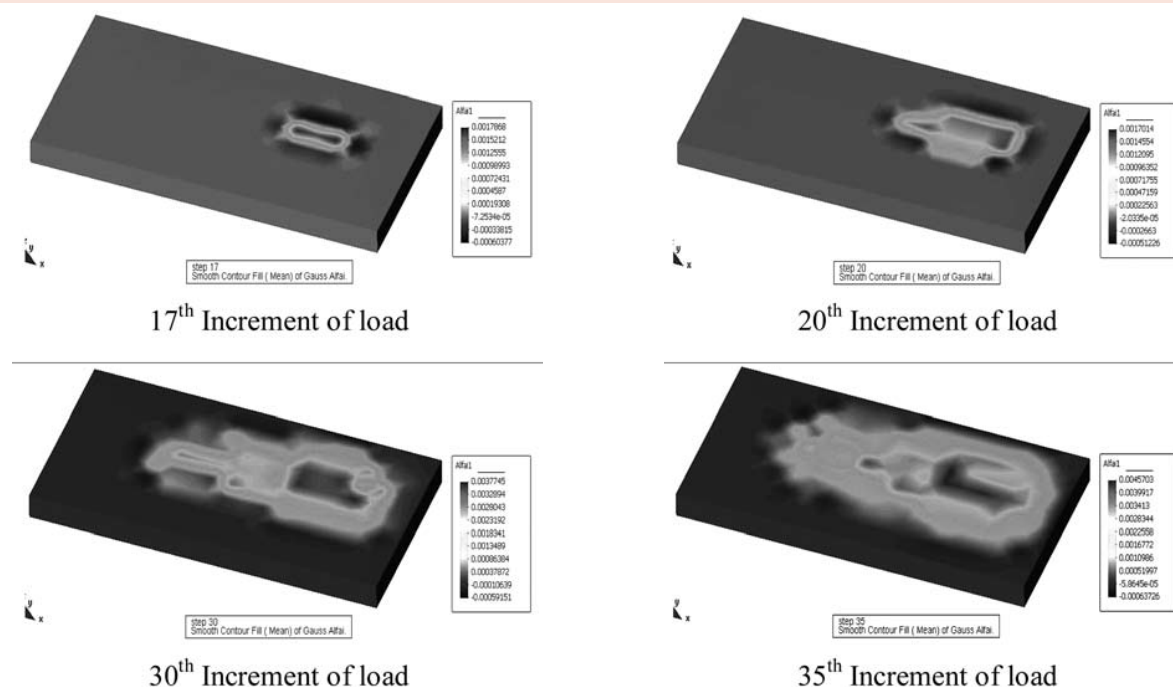 Alfa1
0.0017868
0.0015212
0.0012555
0.00098993
0.00072431
0.0004587
0.00019308
-7.2534e-05
-0.00033815
-0.00060377
y
x
step 17
Smooth Contour Fill ( Mean) of Gauss Alfai.
17th Increment of load
Alfa1
0.0017014
0.0014554
0.0012095
0.00096352
0.00071755
0.00047159
0.00022563
-2.0335e-05
-0.0002663
-0.00051226
y
x
step 20
Smooth Contour Fill ( Mean) of Gauss Alfai.
20th Increment of load
Alfa1
0.0037745
0.0032894
0.0028043
0.0023192
0.0018341
0.0013489
0.00086384
0.00037872
-0.00010639
-0.00059151
y
x
step 30
Smooth Contour Fill ( Mean) of Gauss Alfai.
30th Increment of load
Alfa1
0.0045703
0.0039917
0.003413
0.0028344
0.0022558
0.0016772
0.0010986
0.00051997
-5.8645e-05
-0.00063726
y
x
step 35
Smooth Contour Fill ( Mean) of Gauss Alfai.
35th Increment of load